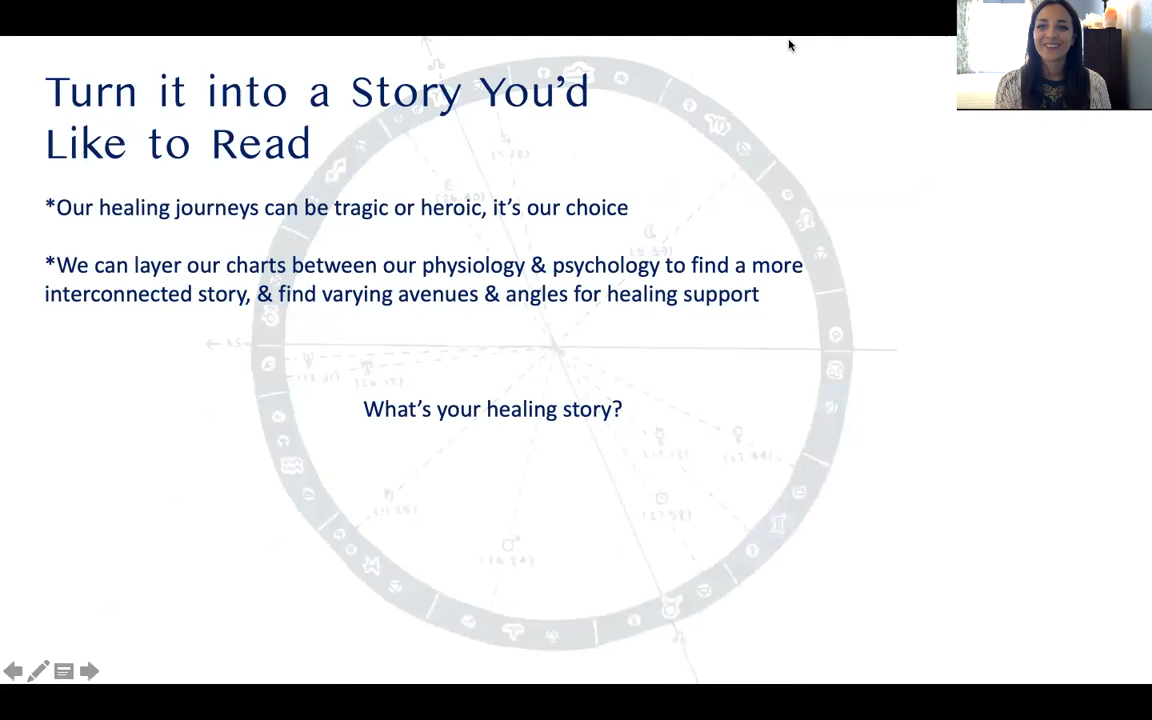 Turn it into a Story You’d
Like to Read
*Our healing journeys can be tragic or heroic, it’s our choice
*We can layer our charts between our physiology & psychology to find a more
interconnected story, & find varying avenues & angles for healing support
What’s your healing story?